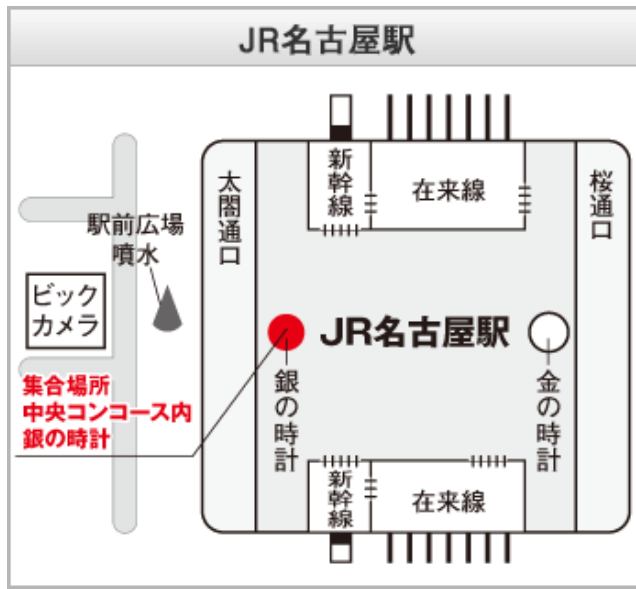 JR名古屋駅
新幹線
在来線
太閤通口
桜通口
駅前広場
噴水
ビック
カメラ
JR名古屋駅
銀の時計
金の時計
集合場所
中央コンコース内
銀の時計
新幹線
在来線